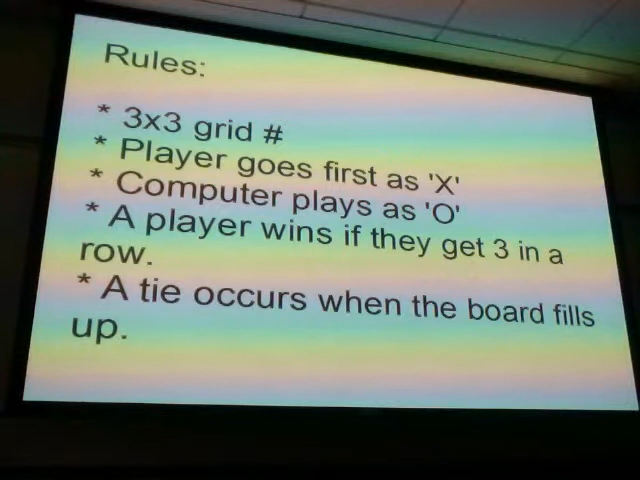 Rules:
* 3x3 grid #
* Player goes first as 'X'
* Computer plays as 'O'
* A player wins if they get 3 in a
row.
* A tie occurs when the board fills
up.